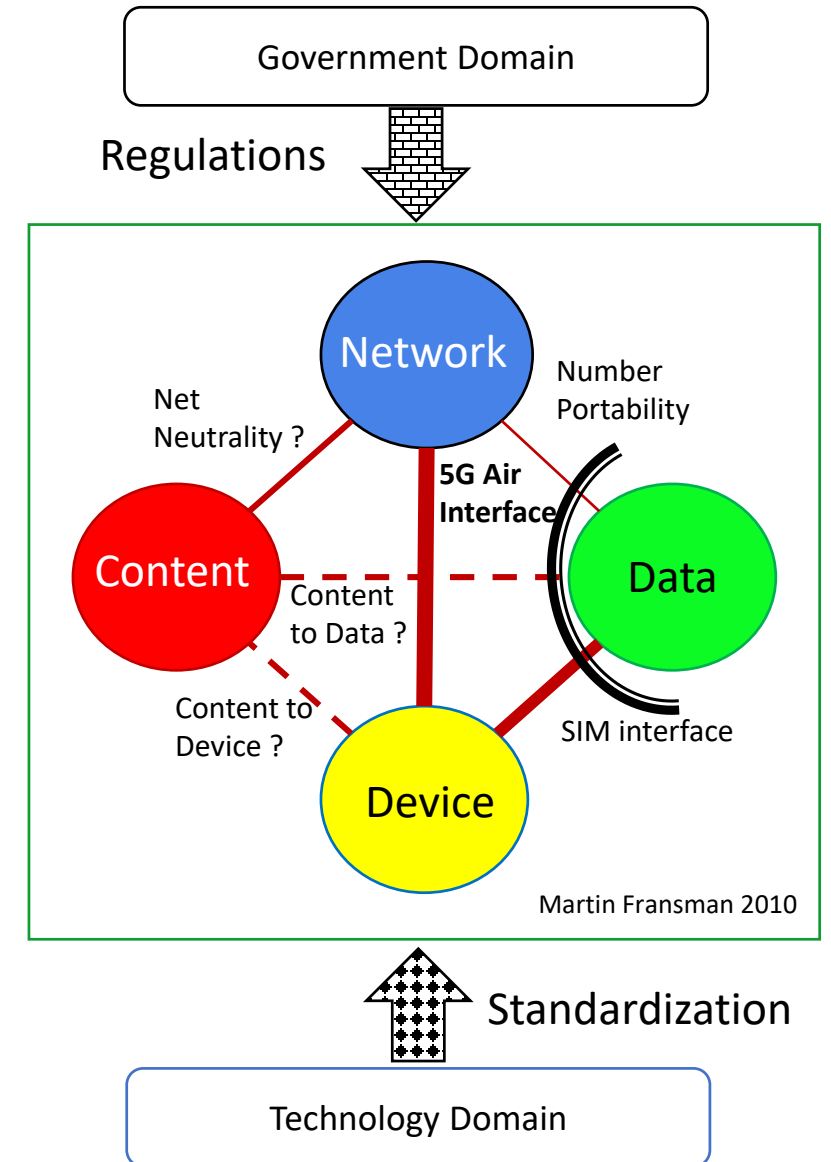 Government Domain
Regulations
Network
Number
Portability
Net
Neutrality ?
5G Air
Interface
Content
Data
Content
to Data ?
Content to
Device ?
SIM interface
Device
Martin Fransman 2010
Standardization
Technology Domain